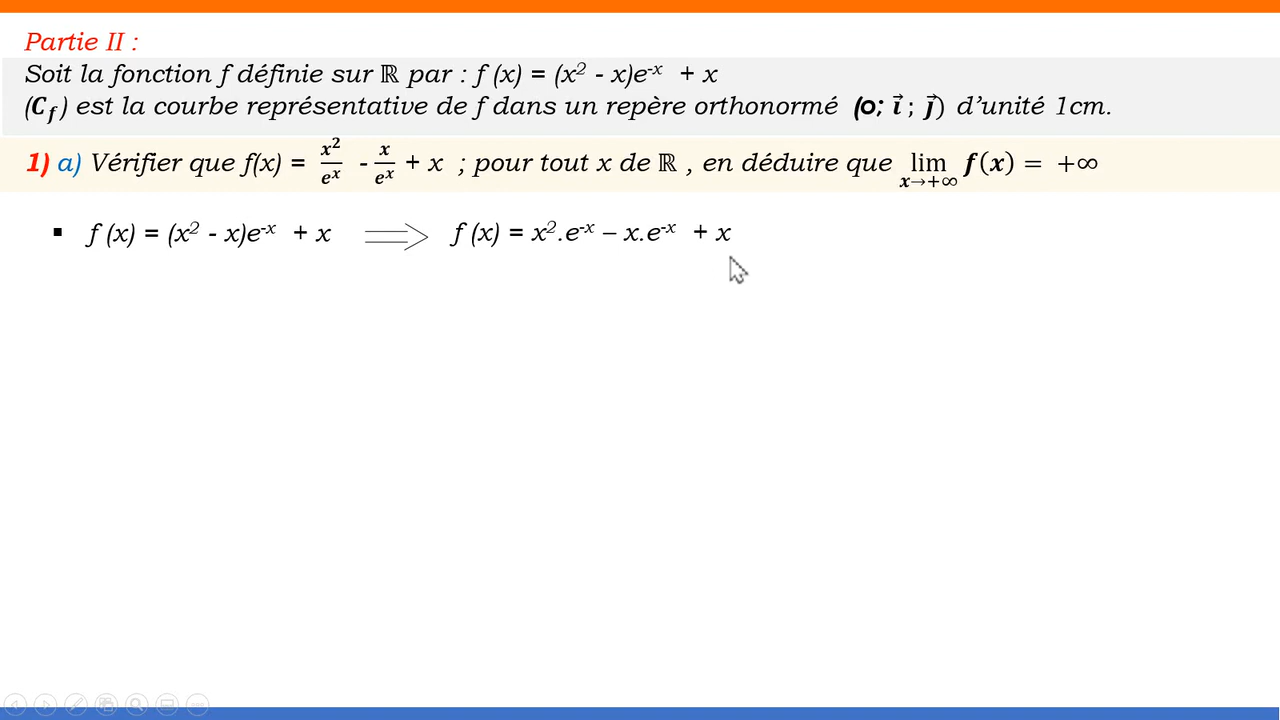 Partie II :
Soit la fonction f définie sur ℝ par : f (x) = (x² - x)e⁻ˣ + x
(C_f) est la courbe représentative de f dans un repère orthonormé (o; i⃗ ; j⃗) d’unité 1cm.
1) a) Vérifier que f(x) = x²/eˣ - x/eˣ + x ; pour tout x de ℝ , en déduire que lim x→+∞ f(x) = +∞
▪ f (x) = (x² - x)e⁻ˣ + x ⟹ f (x) = x².e⁻ˣ – x.e⁻ˣ + x